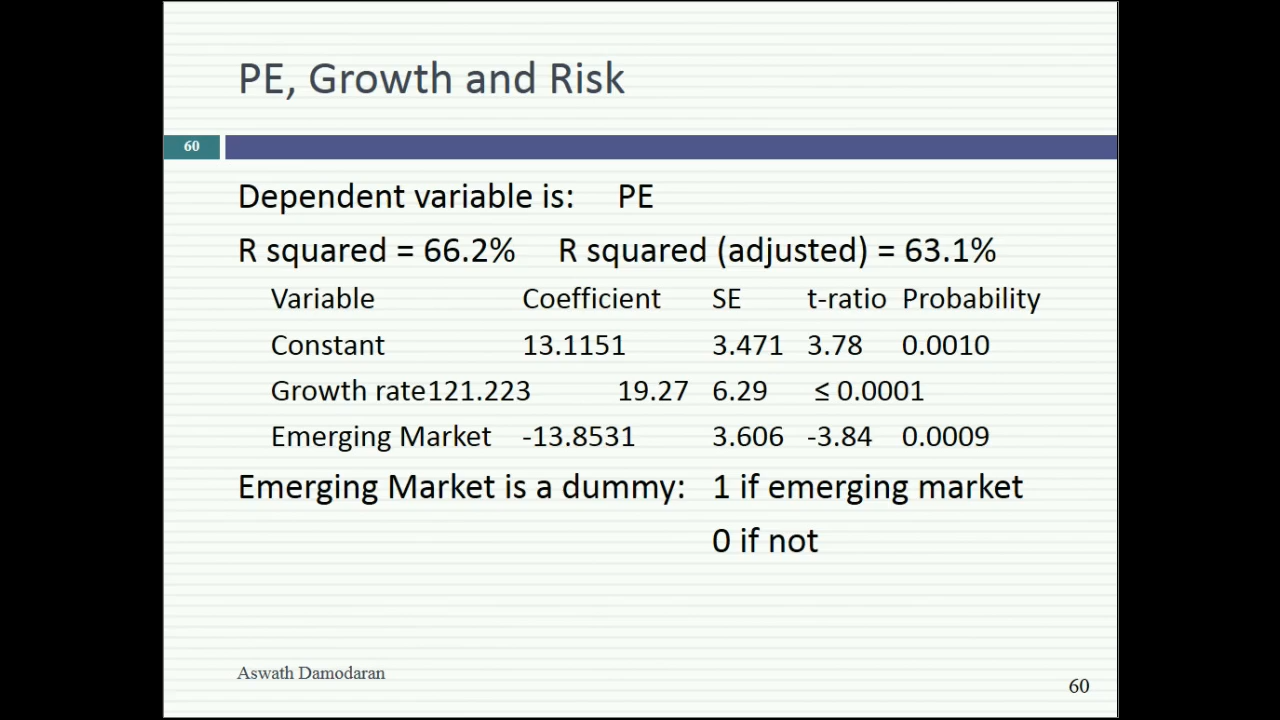 PE, Growth and Risk
60
Dependent variable is: PE
R squared = 66.2% R squared (adjusted) = 63.1%
Variable Coefficient SE t-ratio Probability
Constant 13.1151 3.471 3.78 0.0010
Growth rate121.223 19.27 6.29 ≤ 0.0001
Emerging Market -13.8531 3.606 -3.84 0.0009
Emerging Market is a dummy: 1 if emerging market
0 if not
Aswath Damodaran
60